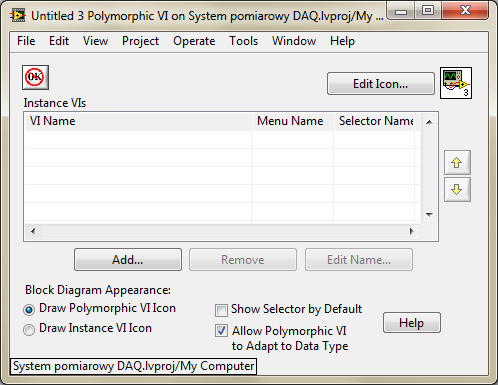 Untitled 3 Polymorphic VI on System pomiarowy DAQ.lvproj/My ...
File Edit View Project Operate Tools Window Help
OK
Edit Icon...
3
Instance VIs
VI Name Menu Name Selector Name
Add... Remove Edit Name...
Block Diagram Appearance:
Draw Polymorphic VI Icon
Draw Instance VI Icon
Show Selector by Default
Allow Polymorphic VI
to Adapt to Data Type
Help
System pomiarowy DAQ.lvproj/My Computer